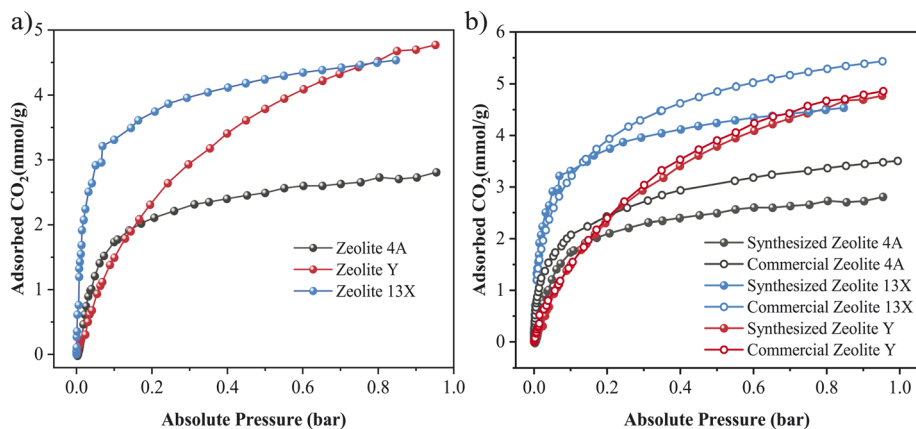 a)
Adsorbed CO₂(mmol/g)
5
4
3
2
1
0
0.0 0.2 0.4 0.6 0.8 1.0
Absolute Pressure (bar)
Zeolite 4A
Zeolite Y
Zeolite 13X
b)
Adsorbed CO₂(mmol/g)
6
5
4
3
2
1
0
0.0 0.2 0.4 0.6 0.8 1.0
Absolute Pressure (bar)
Synthesized Zeolite 4A
Commercial Zeolite 4A
Synthesized Zeolite 13X
Commercial Zeolite 13X
Synthesized Zeolite Y
Commercial Zeolite Y